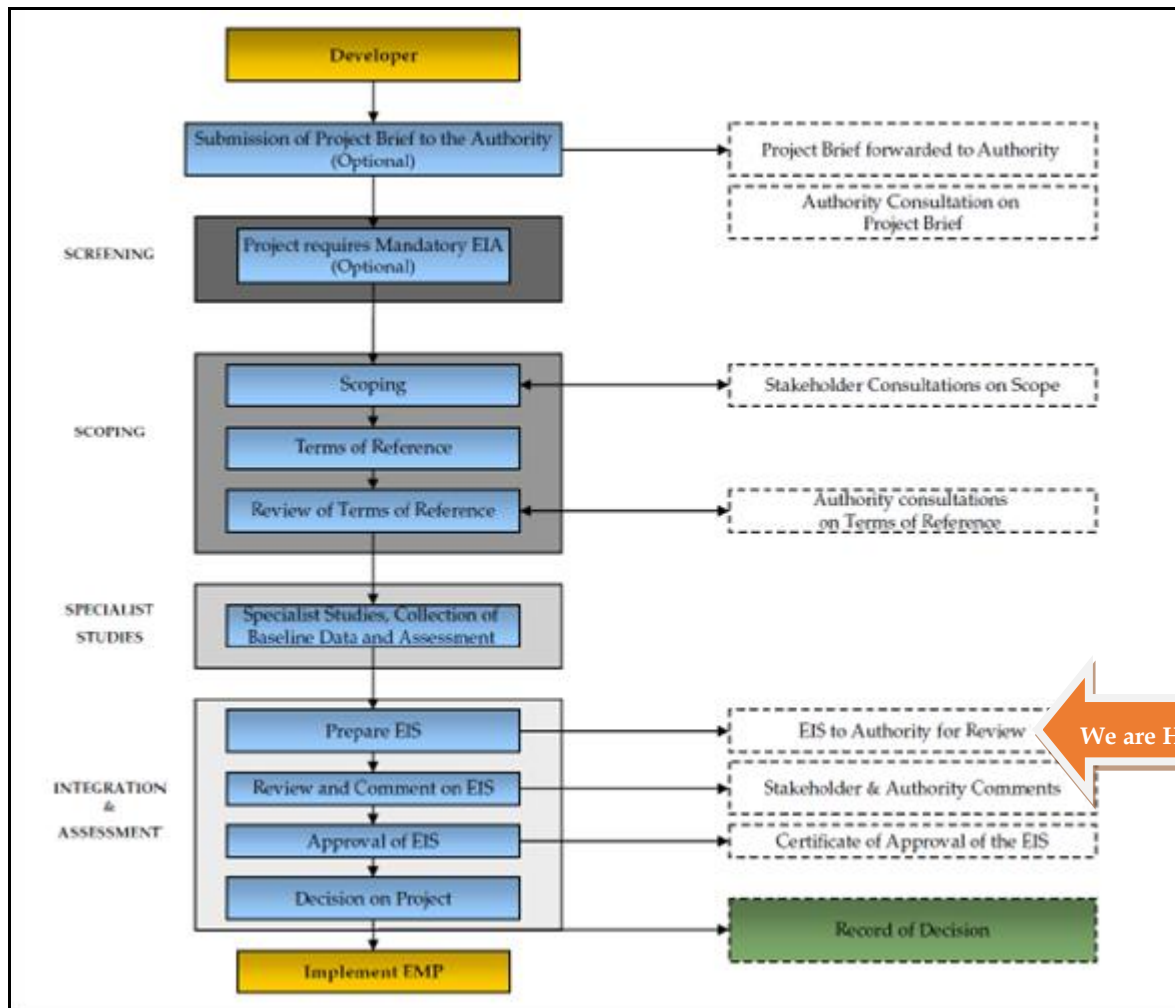 Developer
Submission of Project Brief to the Authority
(Optional)
Project Brief forwarded to Authority
Authority Consultation on
Project Brief
SCREENING
Project requires Mandatory EIA
(Optional)
SCOPING
Scoping
Stakeholder Consultations on Scope
Terms of Reference
Review of Terms of Reference
Authority consultations
on Terms of Reference
SPECIALIST
STUDIES
Specialist Studies, Collection of
Baseline Data and Assessment
INTEGRATION
&
ASSESSMENT
Prepare EIS
EIS to Authority for Review
We are H
Review and Comment on EIS
Stakeholder & Authority Comments
Approval of EIS
Certificate of Approval of the EIS
Decision on Project
Record of Decision
Implement EMP